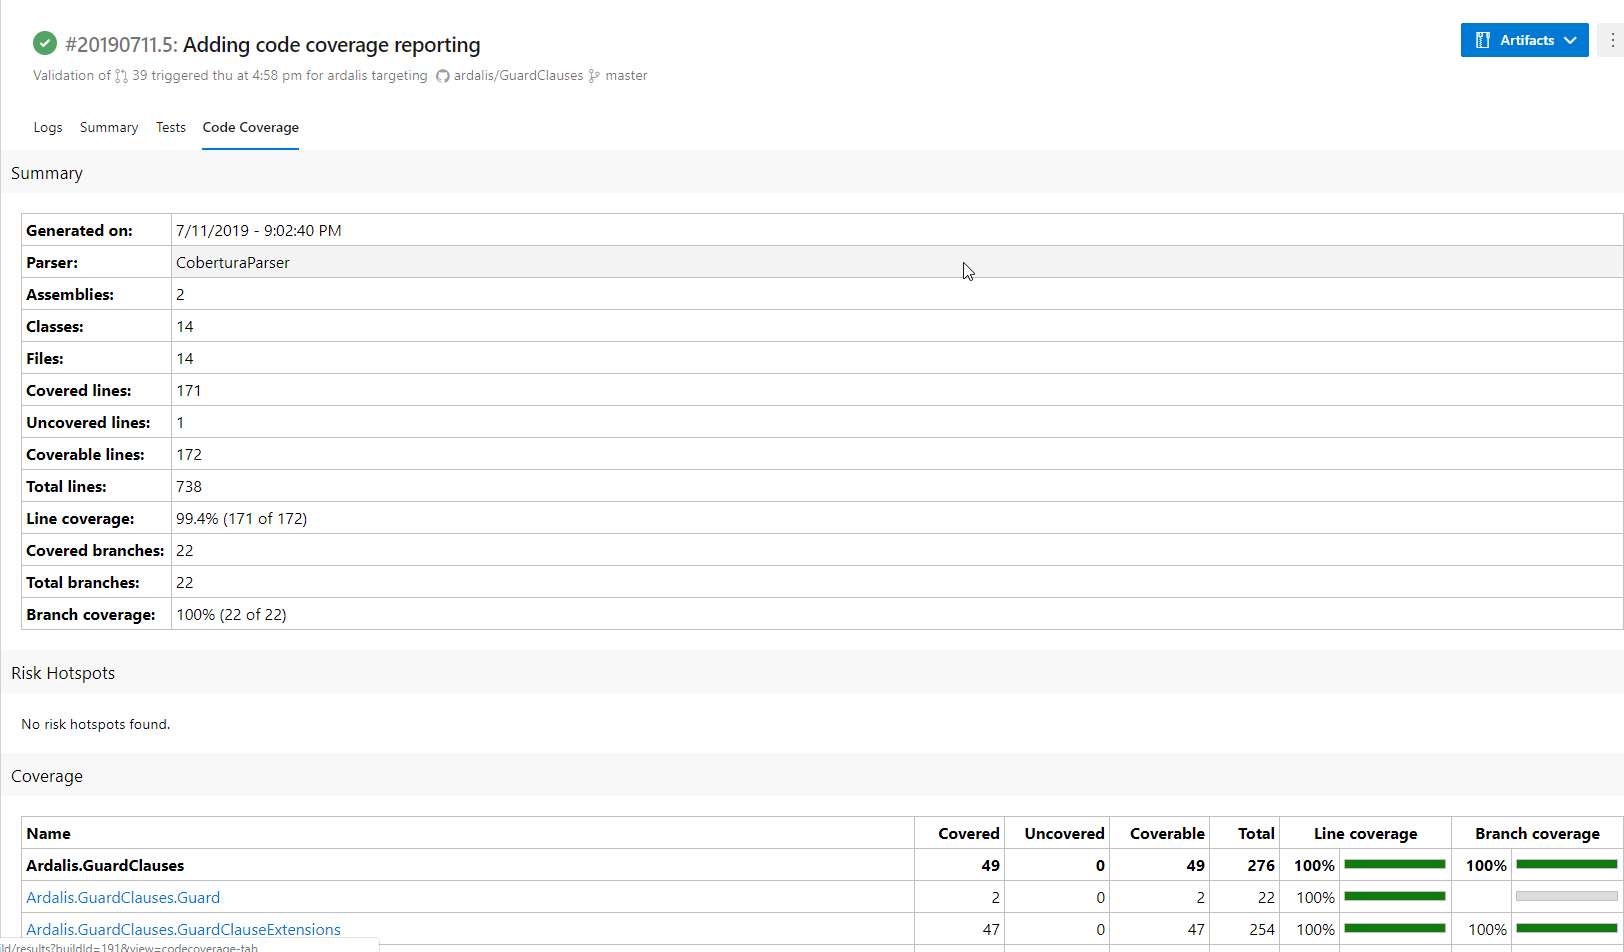 #20190711.5: Adding code coverage reporting
Artifacts
Validation of 39 triggered thu at 4:58 pm for ardalis targeting ardalis/GuardClauses master
Logs Summary Tests Code Coverage
Summary
Generated on: 7/11/2019 - 9:02:40 PM
Parser: CoberturaParser
Assemblies: 2
Classes: 14
Files: 14
Covered lines: 171
Uncovered lines: 1
Coverable lines: 172
Total lines: 738
Line coverage: 99.4% (171 of 172)
Covered branches: 22
Total branches: 22
Branch coverage: 100% (22 of 22)
Risk Hotspots
No risk hotspots found.
Coverage
Name Covered Uncovered Coverable Total Line coverage Branch coverage
Ardalis.GuardClauses 49 0 49 276 100% 100%
Ardalis.GuardClauses.Guard 2 0 2 22 100%
Ardalis.GuardClauses.GuardClauseExtensions 47 0 47 254 100% 100%
ild/results?buildId=191&view=codecoverage-tab